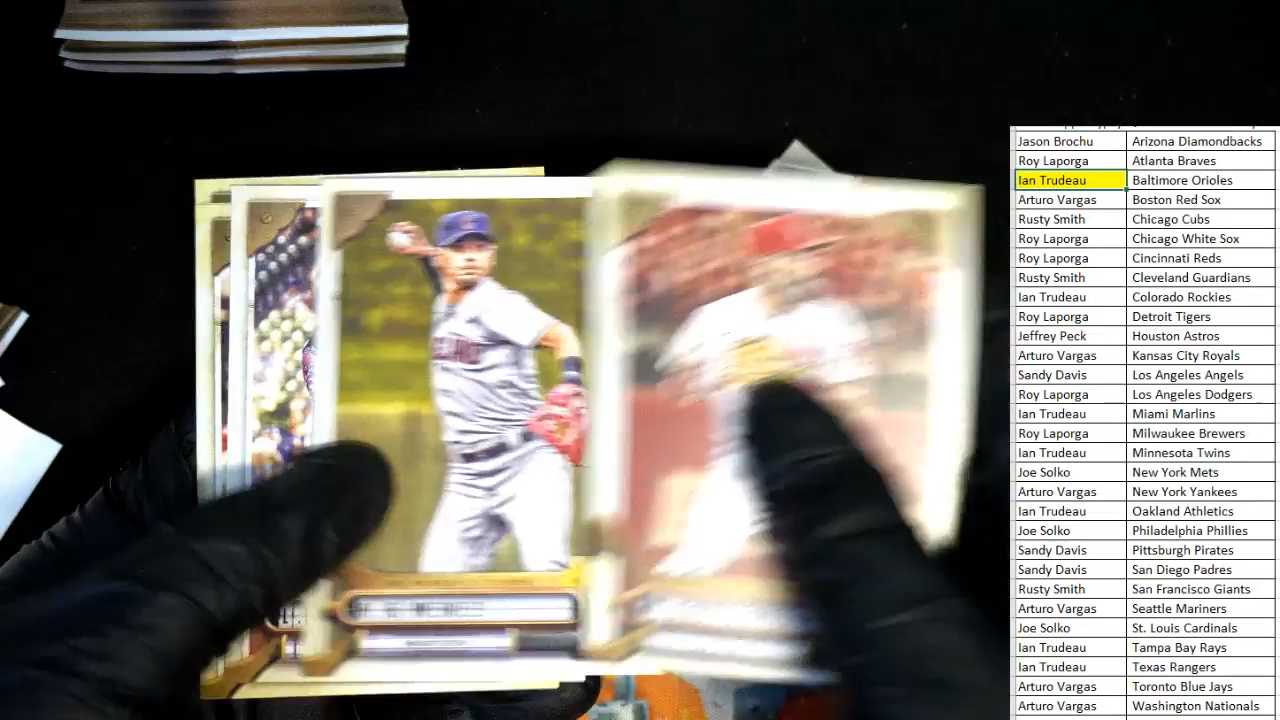 Jason Brochu Arizona Diamondbacks
Roy Laporga Atlanta Braves
Ian Trudeau Baltimore Orioles
Arturo Vargas Boston Red Sox
Rusty Smith Chicago Cubs
Roy Laporga Chicago White Sox
Roy Laporga Cincinnati Reds
Rusty Smith Cleveland Guardians
Ian Trudeau Colorado Rockies
Roy Laporga Detroit Tigers
Jeffrey Peck Houston Astros
Arturo Vargas Kansas City Royals
Sandy Davis Los Angeles Angels
Roy Laporga Los Angeles Dodgers
Ian Trudeau Miami Marlins
Roy Laporga Milwaukee Brewers
Ian Trudeau Minnesota Twins
Joe Solko New York Mets
Arturo Vargas New York Yankees
Ian Trudeau Oakland Athletics
Joe Solko Philadelphia Phillies
Sandy Davis Pittsburgh Pirates
Sandy Davis San Diego Padres
Rusty Smith San Francisco Giants
Arturo Vargas Seattle Mariners
Joe Solko St. Louis Cardinals
Ian Trudeau Tampa Bay Rays
Ian Trudeau Texas Rangers
Arturo Vargas Toronto Blue Jays
Arturo Vargas Washington Nationals